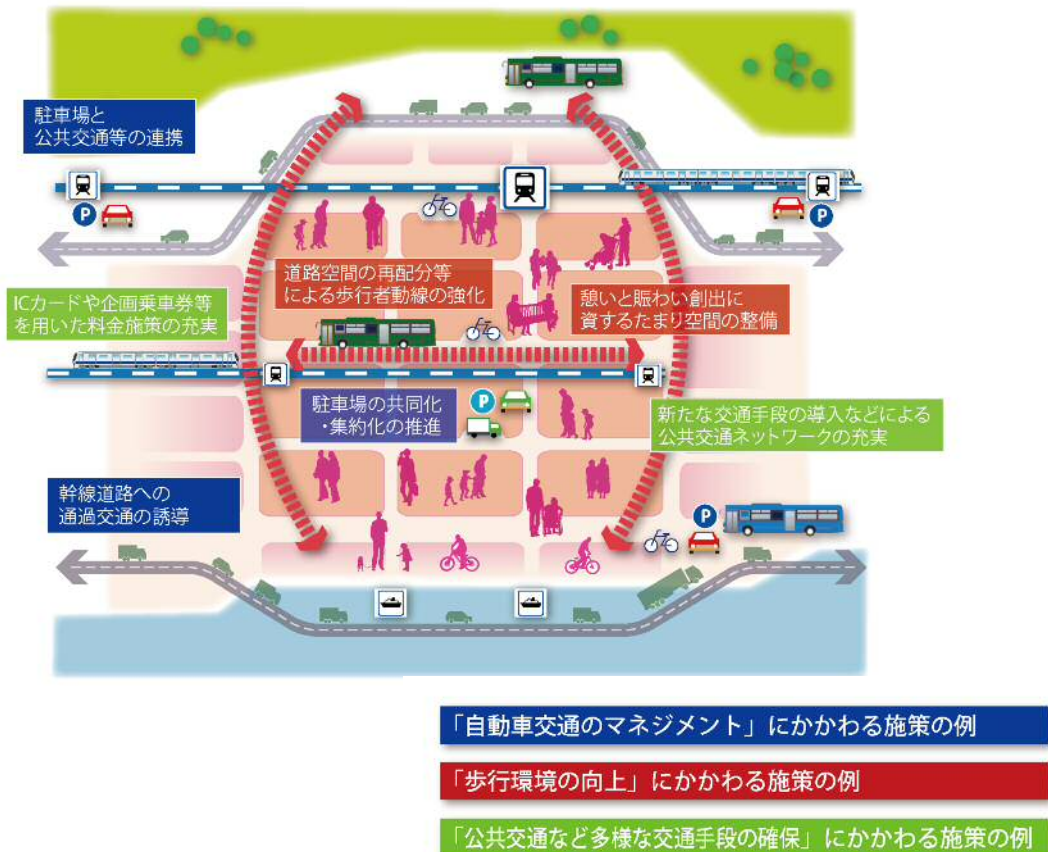 駐車場と
公共交通等の連携
P
P
道路空間の再配分等
による歩行者動線の強化
ICカードや企画乗車券等
を用いた料金施策の充実
憩いと賑わい創出に
資するたまり空間の整備
駐車場の共同化
・集約化の推進
P
新たな交通手段の導入などによる
公共交通ネットワークの充実
幹線道路への
通過交通の誘導
P
「自動車交通のマネジメント」にかかわる施策の例
「歩行環境の向上」にかかわる施策の例
「公共交通など多様な交通手段の確保」にかかわる施策の例